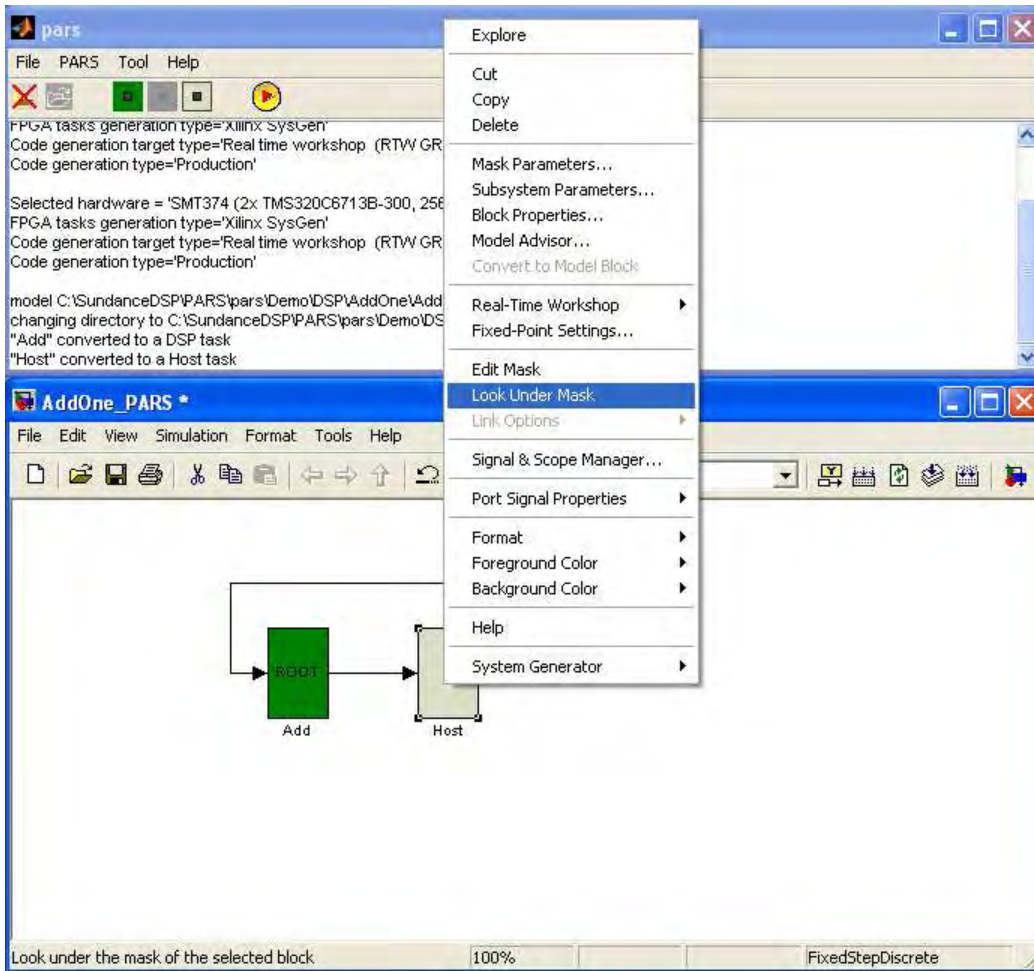 pars
File PARS Tool Help
FPGA tasks generation type='Xilinx SysGen'
Code generation target type='Real time workshop (RTW GR
Code generation type='Production'
Selected hardware = 'SMT374 (2x TMS320C6713B-300, 256
FPGA tasks generation type='Xilinx SysGen'
Code generation target type='Real time workshop (RTW GR
Code generation type='Production'
model C:\SundanceDSP\PARS\pars\Demo\DSP\AddOne\Add
changing directory to C:\SundanceDSP\PARS\pars\Demo\DS
"Add" converted to a DSP task
"Host" converted to a Host task
Explore
Cut
Copy
Delete
Mask Parameters...
Subsystem Parameters...
Block Properties...
Model Advisor...
Convert to Model Block
Real-Time Workshop
Fixed-Point Settings...
Edit Mask
Look Under Mask
Link Options
Signal & Scope Manager...
Port Signal Properties
Format
Foreground Color
Background Color
Help
System Generator
AddOne_PARS *
File Edit View Simulation Format Tools Help
ROOT
Add
Host
Look under the mask of the selected block 100% FixedStepDiscrete